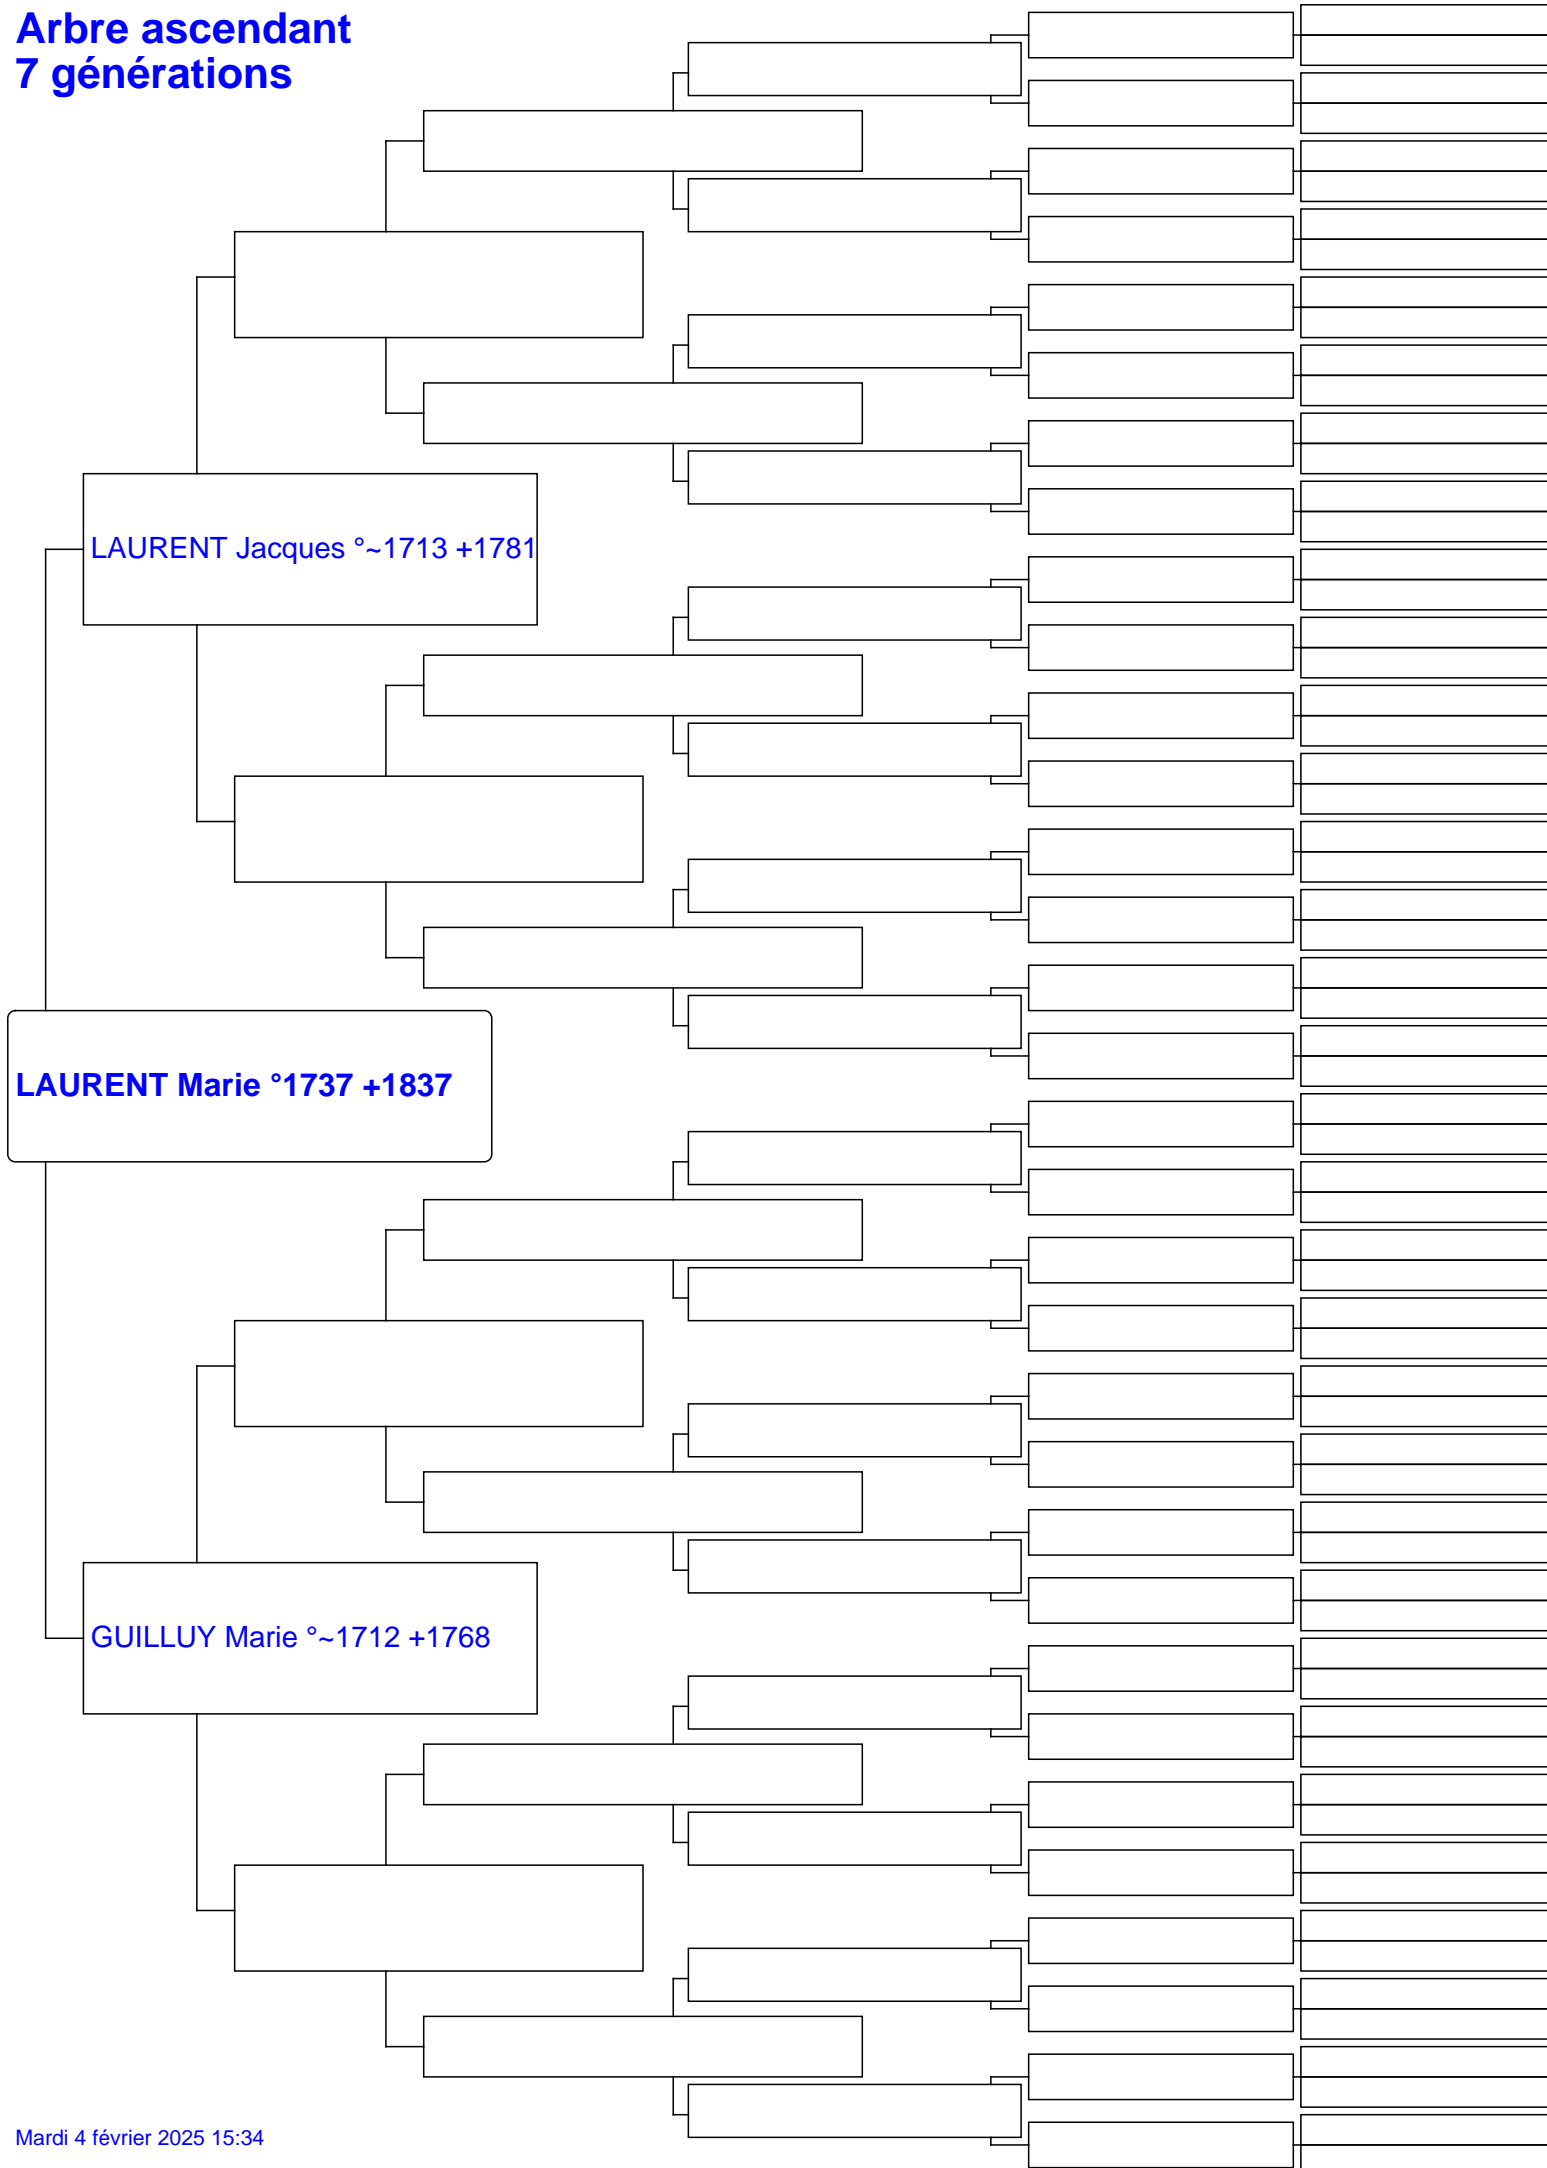 Arbre ascendant
7 générations
LAURENT Jacques °~1713 +1781
LAURENT Marie °1737 +1837
GUILLUY Marie °~1712 +1768
Mardi 4 février 2025 15:34